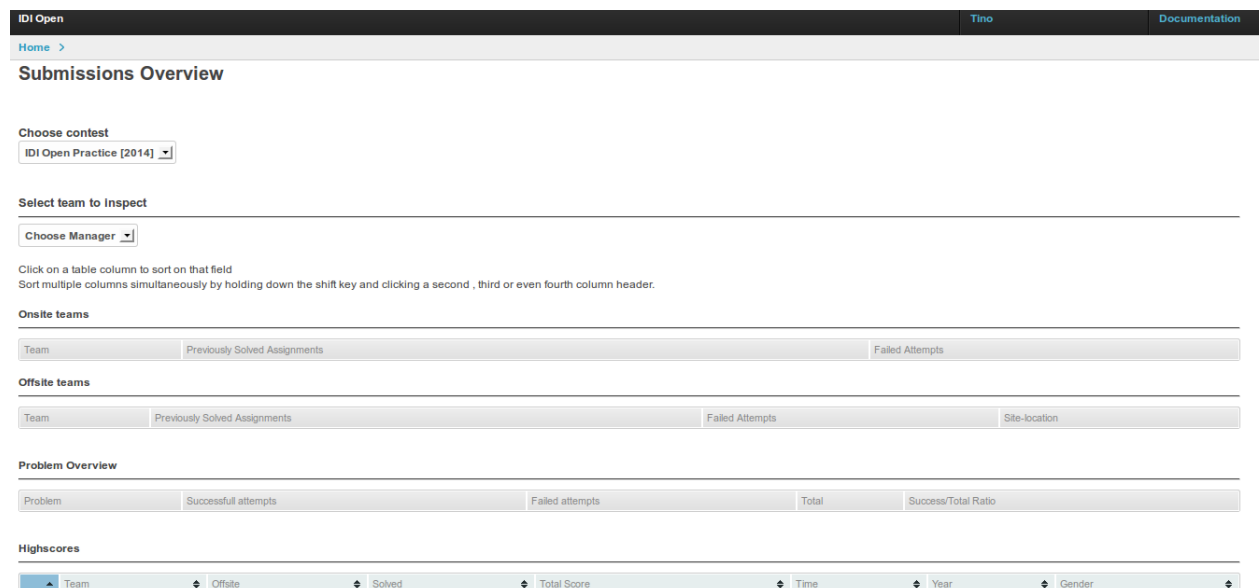 IDI Open Tino Documentation
Home >
Submissions Overview
Choose contest
IDI Open Practice [2014]
Select team to inspect
Choose Manager
Click on a table column to sort on that field
Sort multiple columns simultaneously by holding down the shift key and clicking a second , third or even fourth column header.
Onsite teams
Team Previously Solved Assignments Failed Attempts
Offsite teams
Team Previously Solved Assignments Failed Attempts Site-location
Problem Overview
Problem Successfull attempts Failed attempts Total Success/Total Ratio
Highscores
Team Offsite Solved Total Score Time Year Gender